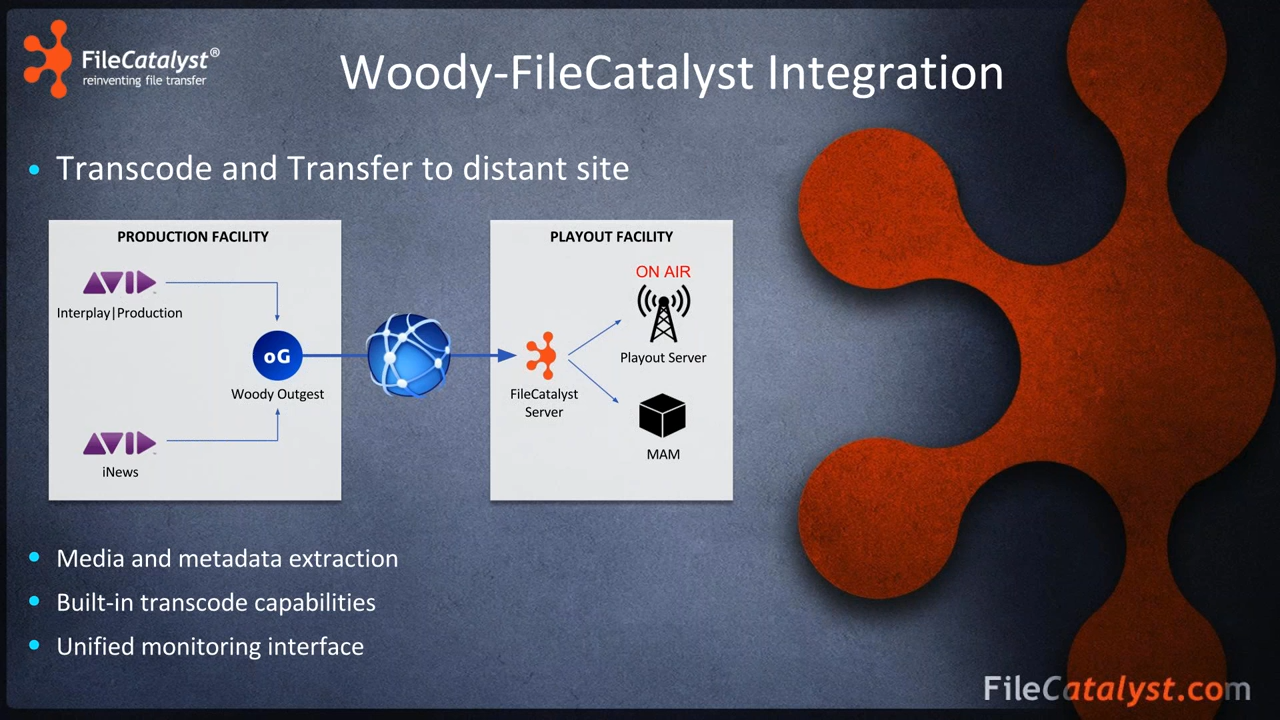 FileCatalyst®
reinventing file transfer
Woody-FileCatalyst Integration
• Transcode and Transfer to distant site
PRODUCTION FACILITY
AVID
Interplay|Production
oG
Woody Outgest
AVID
iNews
PLAYOUT FACILITY
ON AIR
Playout Server
FileCatalyst
Server
MAM
• Media and metadata extraction
• Built-in transcode capabilities
• Unified monitoring interface
FileCatalyst.com